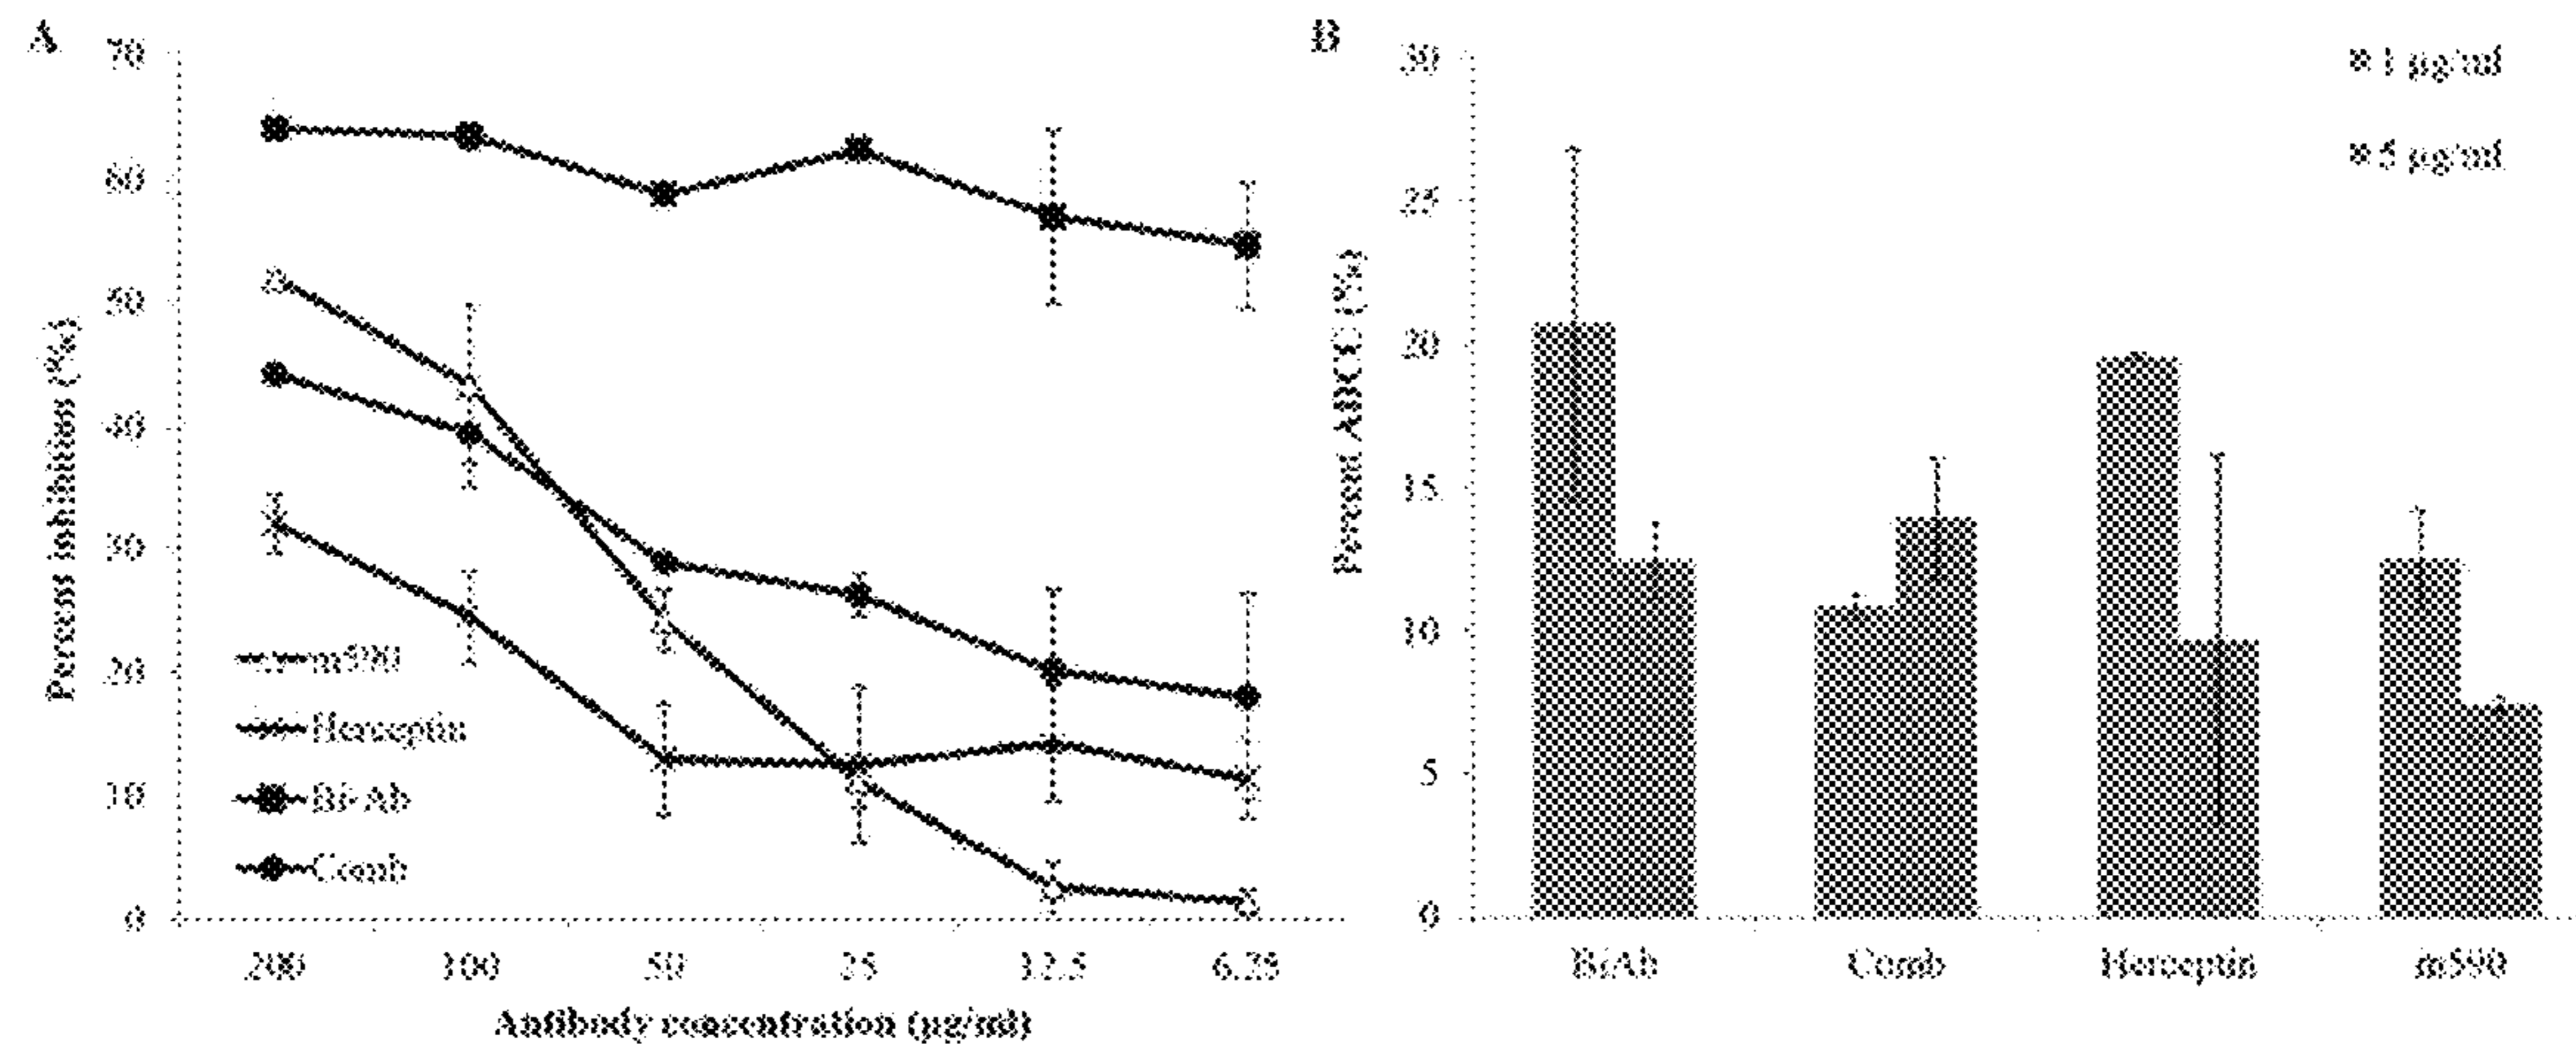 A
70
60
50
40
30
20
10
0
Percent inhibition (%)
m590
Herceptin
Bi-Ab
Comb
200 100 50 25 12.5 6.25
Antibody concentration (µg/ml)
B
30
25
20
15
10
5
0
Percent ADCC (%)
1 µg/ml
5 µg/ml
BiAb Comb Herceptin m590